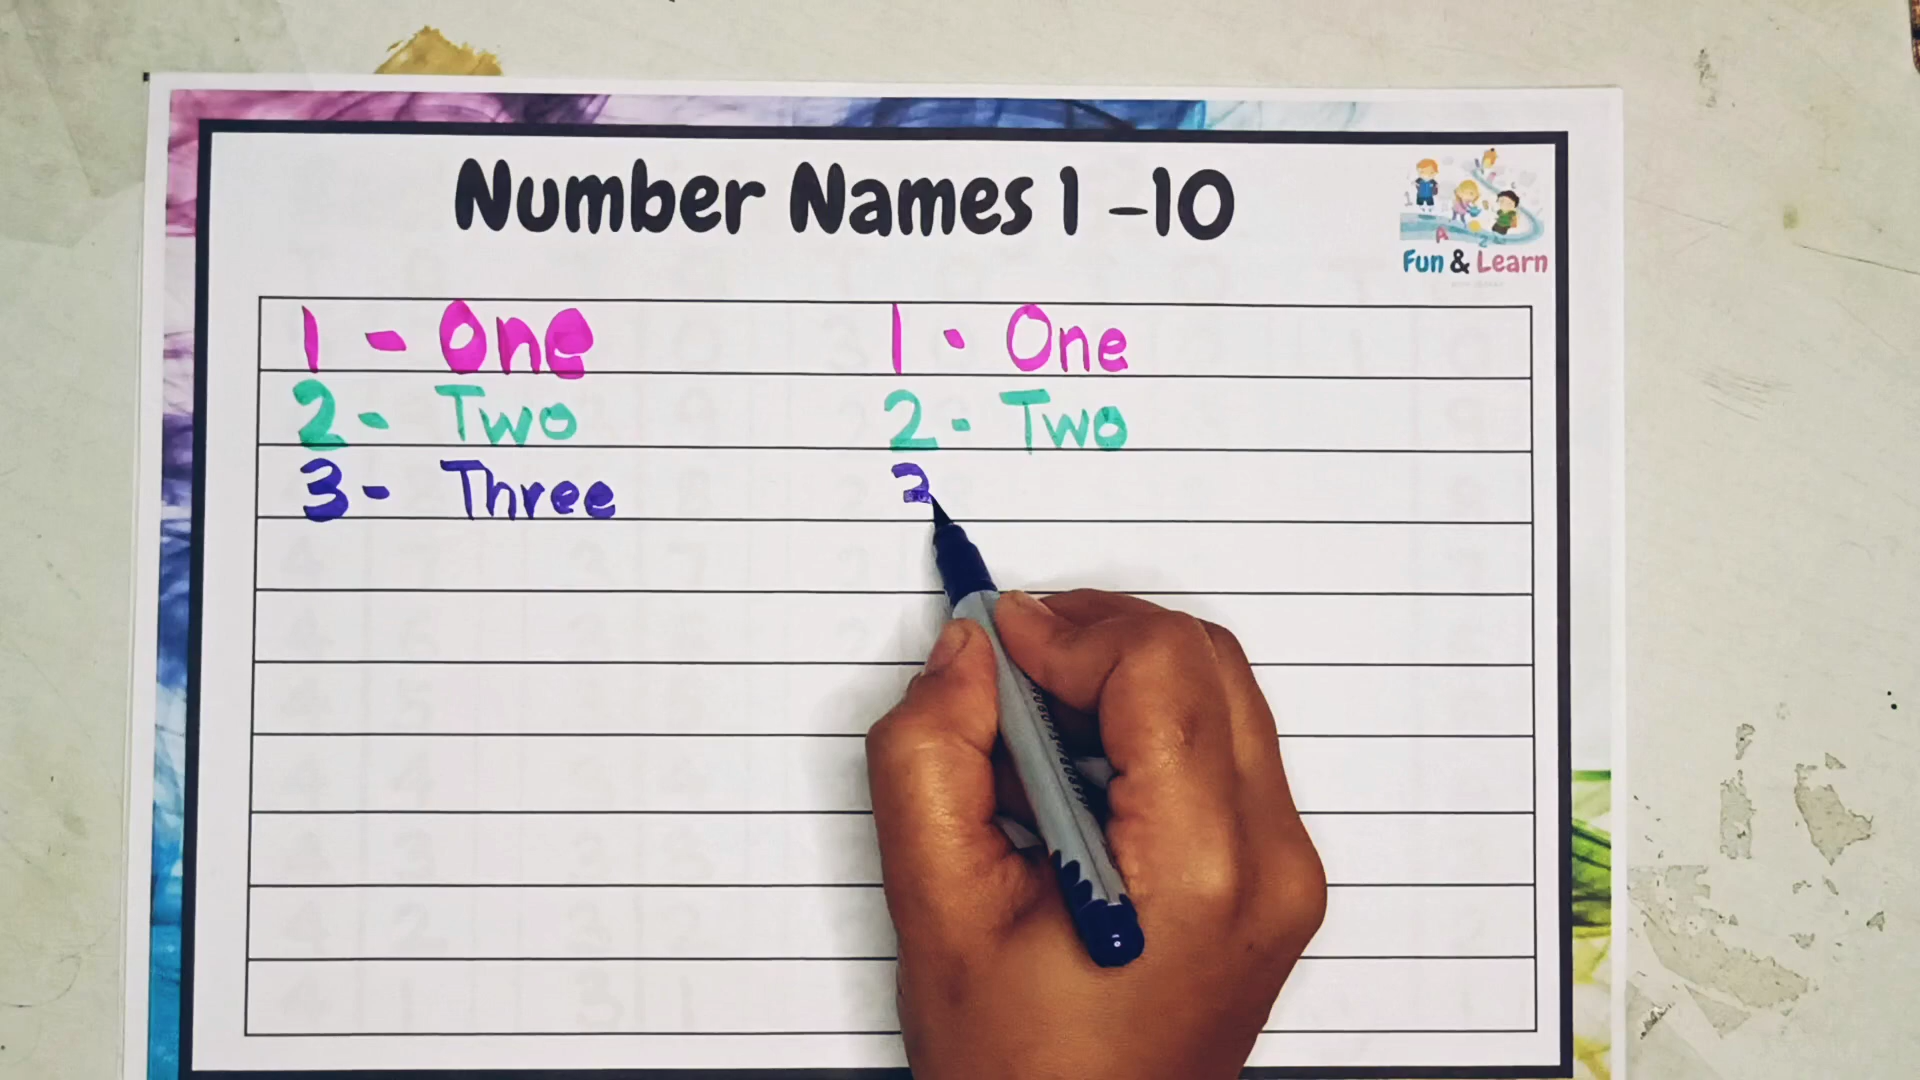 Number Names 1 -10
Fun & Learn
1 - One 1 - One
2 - Two 2 - Two
3 - Three 3